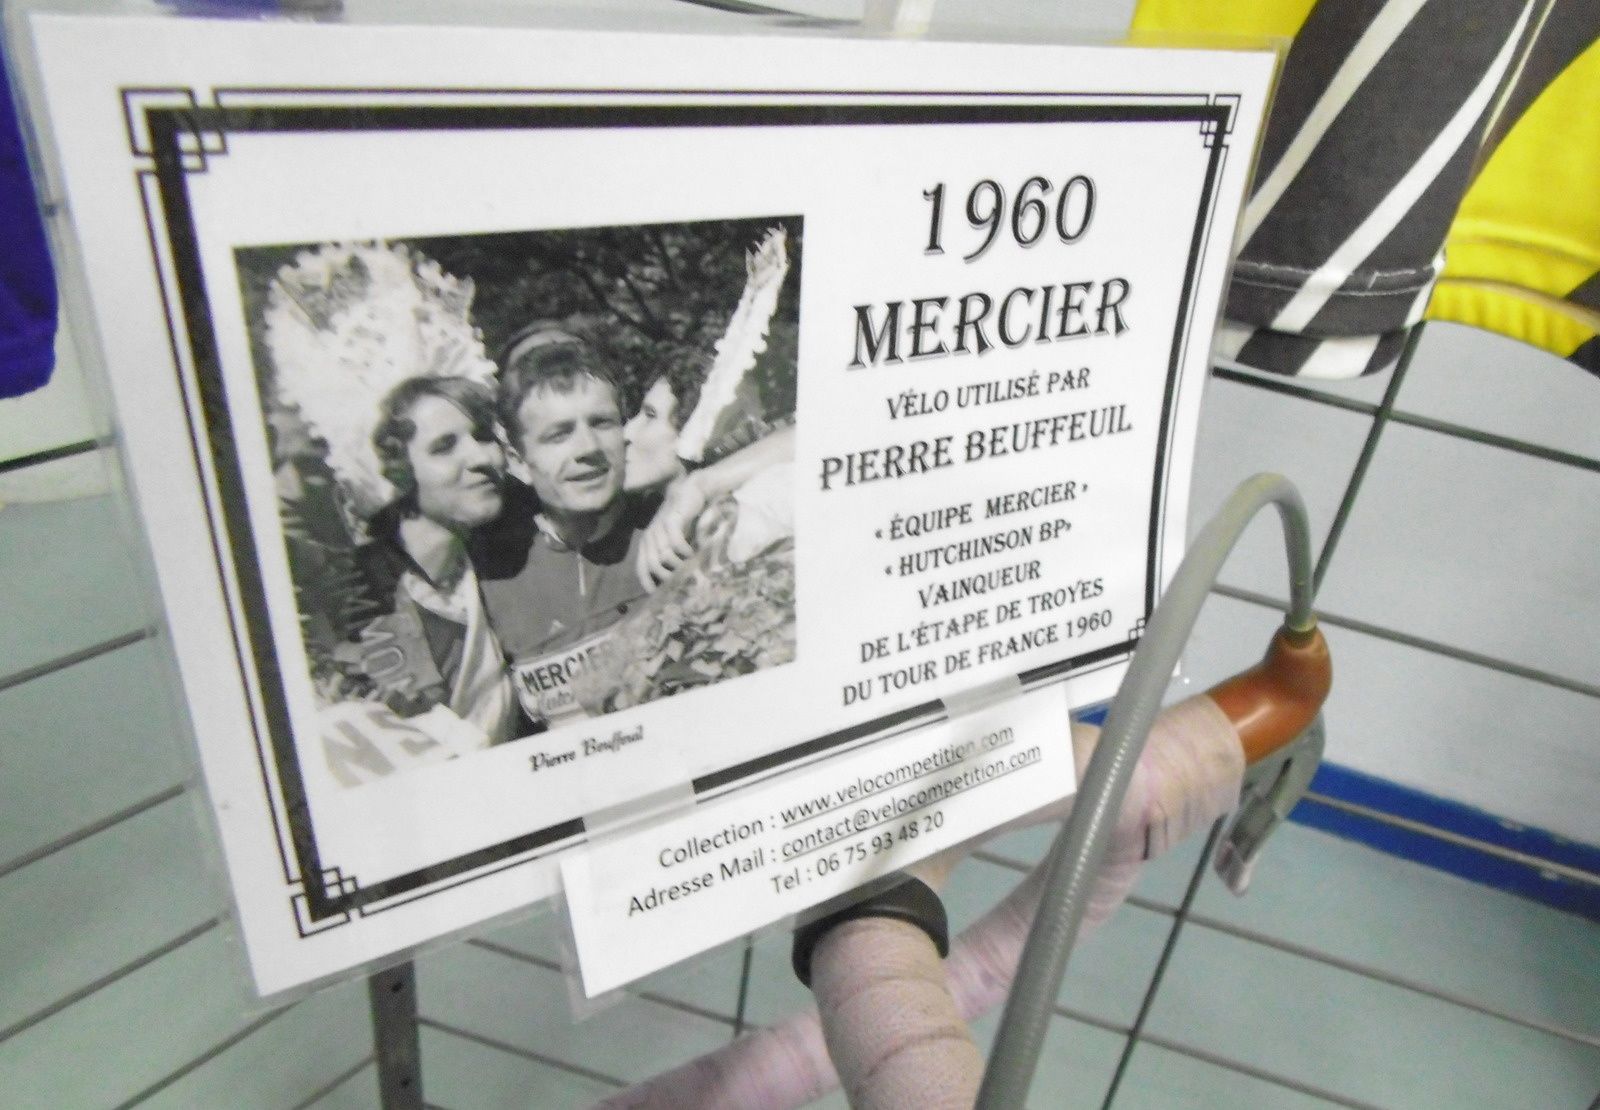 1960
MERCIER
VÉLO UTILISÉ PAR
PIERRE BEUFFEUIL
« ÉQUIPE MERCIER »
« HUTCHINSON BP»
VAINQUEUR
DE L'ÉTAPE DE TROYES
DU TOUR DE FRANCE 1960
MERCIER
Pierre Beuffeuil
Collection : www.velocompetition.com
Adresse Mail : contact@velocompetition.com
Tel : 06 75 93 48 20